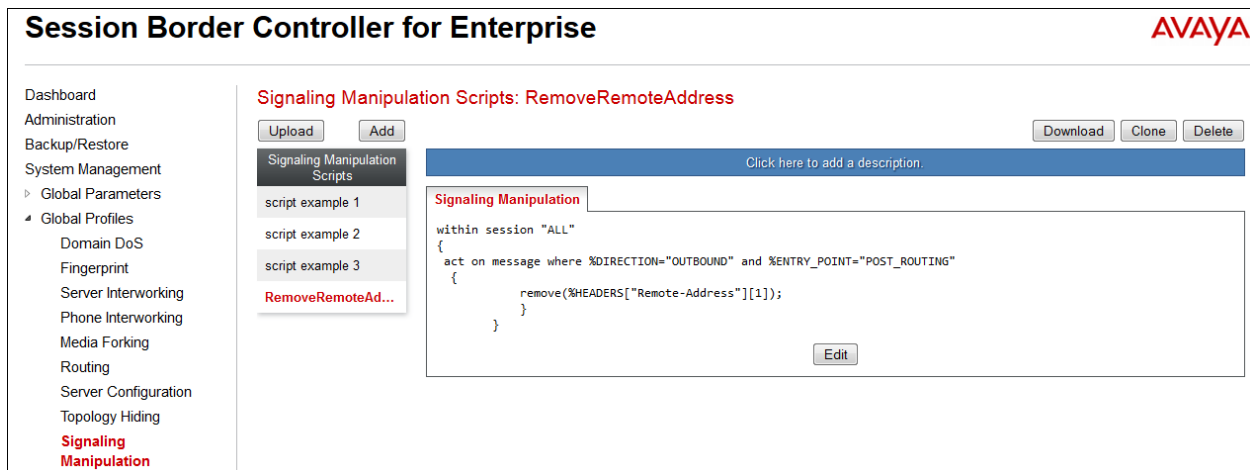 Session Border Controller for Enterprise
AVAYA
Dashboard
Administration
Backup/Restore
System Management
Global Parameters
Global Profiles
Domain DoS
Fingerprint
Server Interworking
Phone Interworking
Media Forking
Routing
Server Configuration
Topology Hiding
Signaling
Manipulation
Signaling Manipulation Scripts: RemoveRemoteAddress
Upload
Add
Download
Clone
Delete
Signaling Manipulation
Scripts
script example 1
script example 2
script example 3
RemoveRemoteAd...
Click here to add a description.
Signaling Manipulation
within session "ALL"
{
act on message where %DIRECTION="OUTBOUND" and %ENTRY_POINT="POST_ROUTING"
{
remove(%HEADERS["Remote-Address"][1]);
}
}
Edit